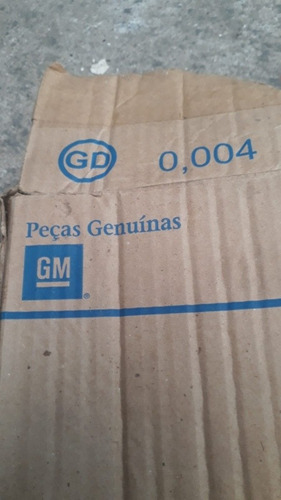 GD 0,004
Peças Genuínas
GM